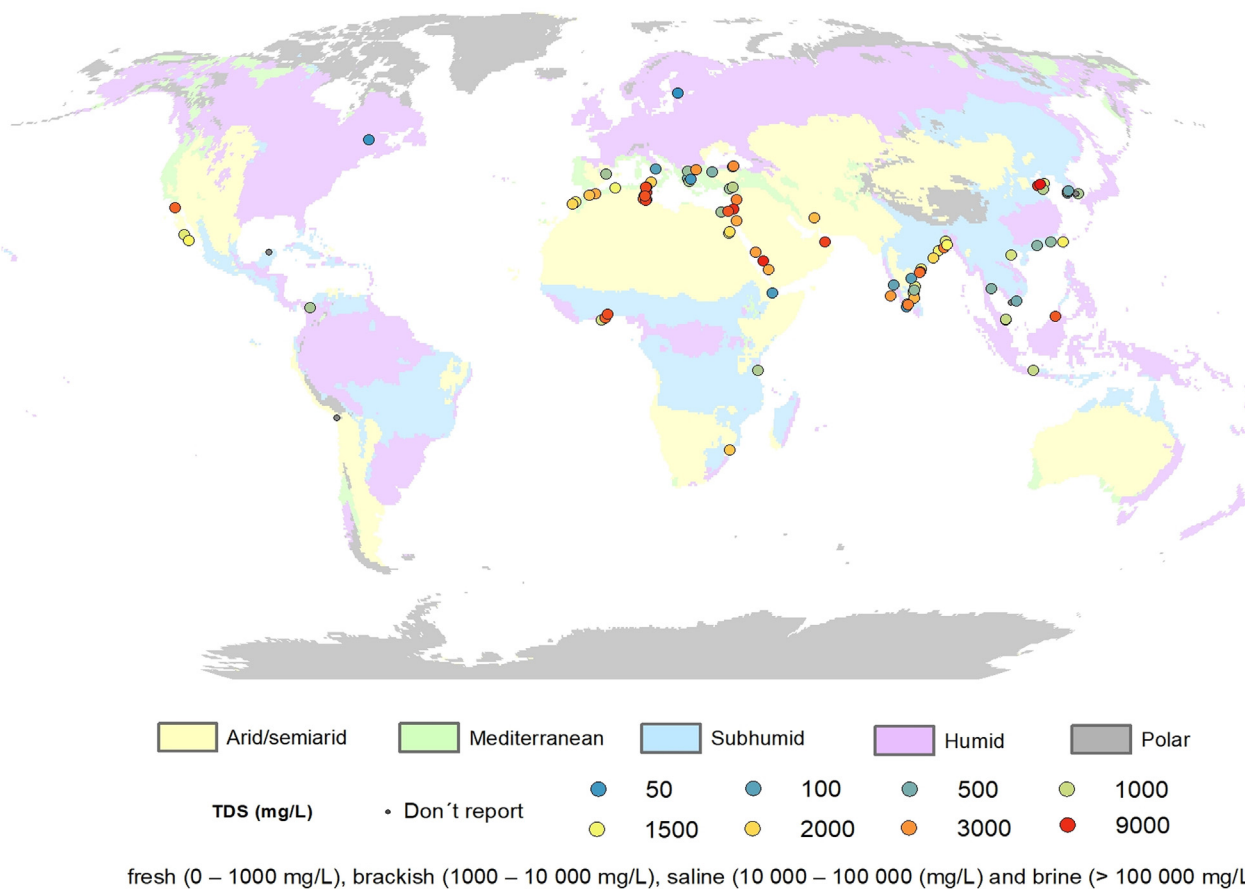 Arid/semiarid Mediterranean Subhumid Humid Polar
50 100 500 1000
TDS (mg/L) Don´t report
1500 2000 3000 9000
fresh (0 – 1000 mg/L), brackish (1000 – 10 000 mg/L), saline (10 000 – 100 000 (mg/L) and brine (> 100 000 mg/L